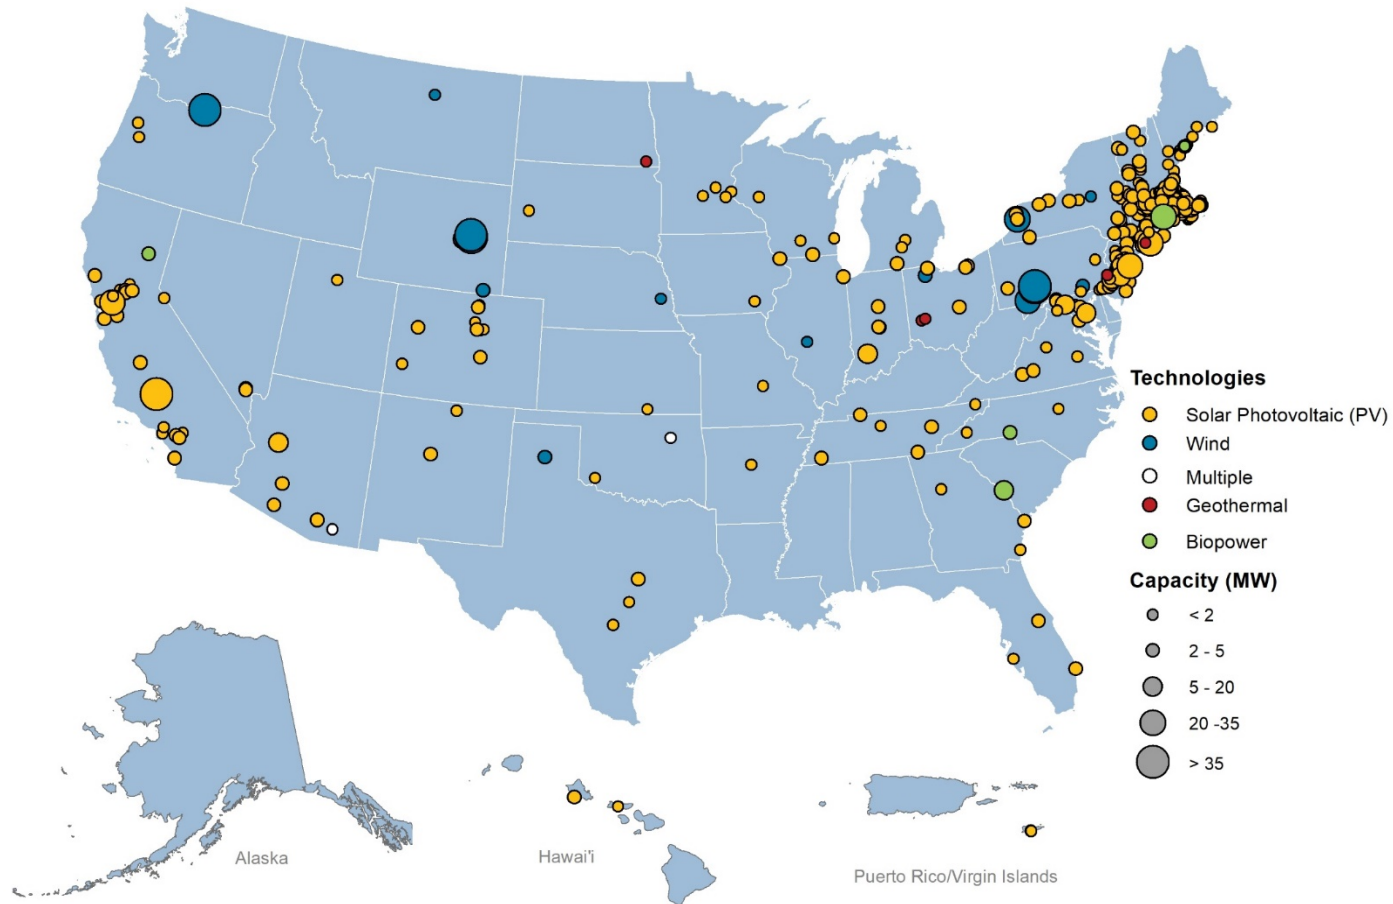 Technologies
Solar Photovoltaic (PV)
Wind
Multiple
Geothermal
Biopower
Capacity (MW)
< 2
2 - 5
5 - 20
20 -35
> 35
Alaska
Hawai'i
Puerto Rico/Virgin Islands